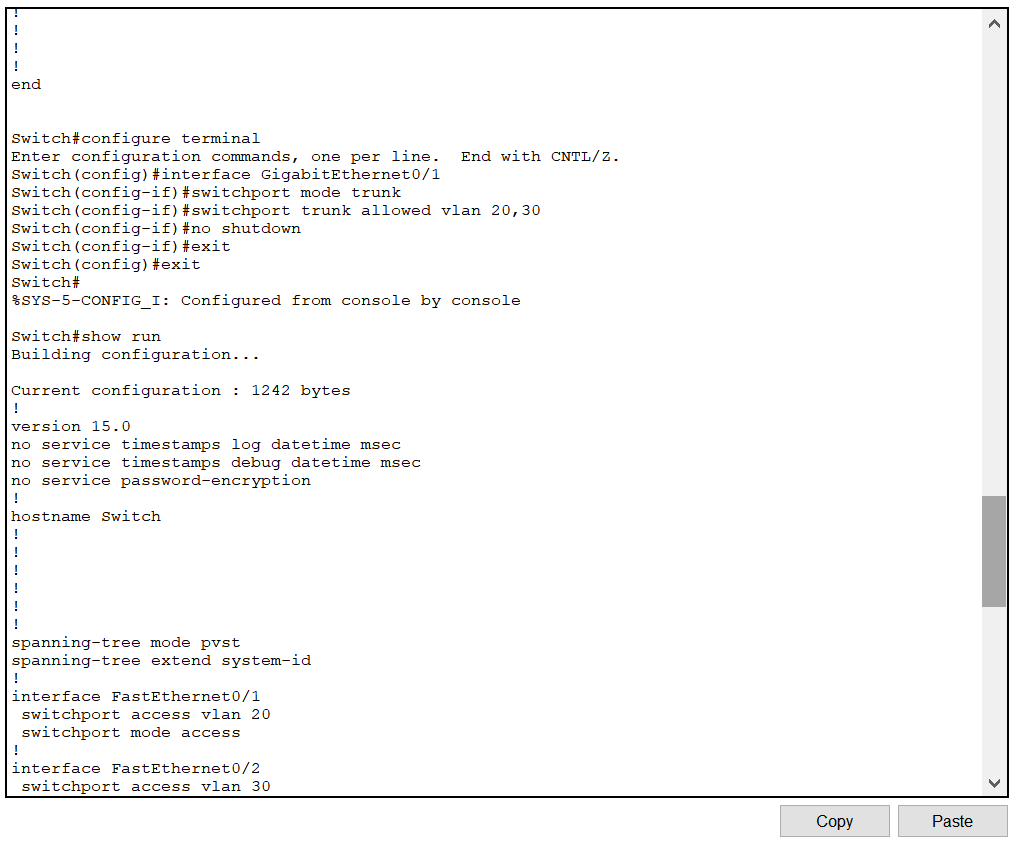 !
!
!
!
end
Switch#configure terminal
Enter configuration commands, one per line.  End with CNTL/Z.
Switch(config)#interface GigabitEthernet0/1
Switch(config-if)#switchport mode trunk
Switch(config-if)#switchport trunk allowed vlan 20,30
Switch(config-if)#no shutdown
Switch(config-if)#exit
Switch(config)#exit
Switch#
%SYS-5-CONFIG_I: Configured from console by console
Switch#show run
Building configuration...
Current configuration : 1242 bytes
!
version 15.0
no service timestamps log datetime msec
no service timestamps debug datetime msec
no service password-encryption
!
hostname Switch
!
!
!
!
!
!
spanning-tree mode pvst
spanning-tree extend system-id
!
interface FastEthernet0/1
 switchport access vlan 20
 switchport mode access
!
interface FastEthernet0/2
 switchport access vlan 30
Copy Paste